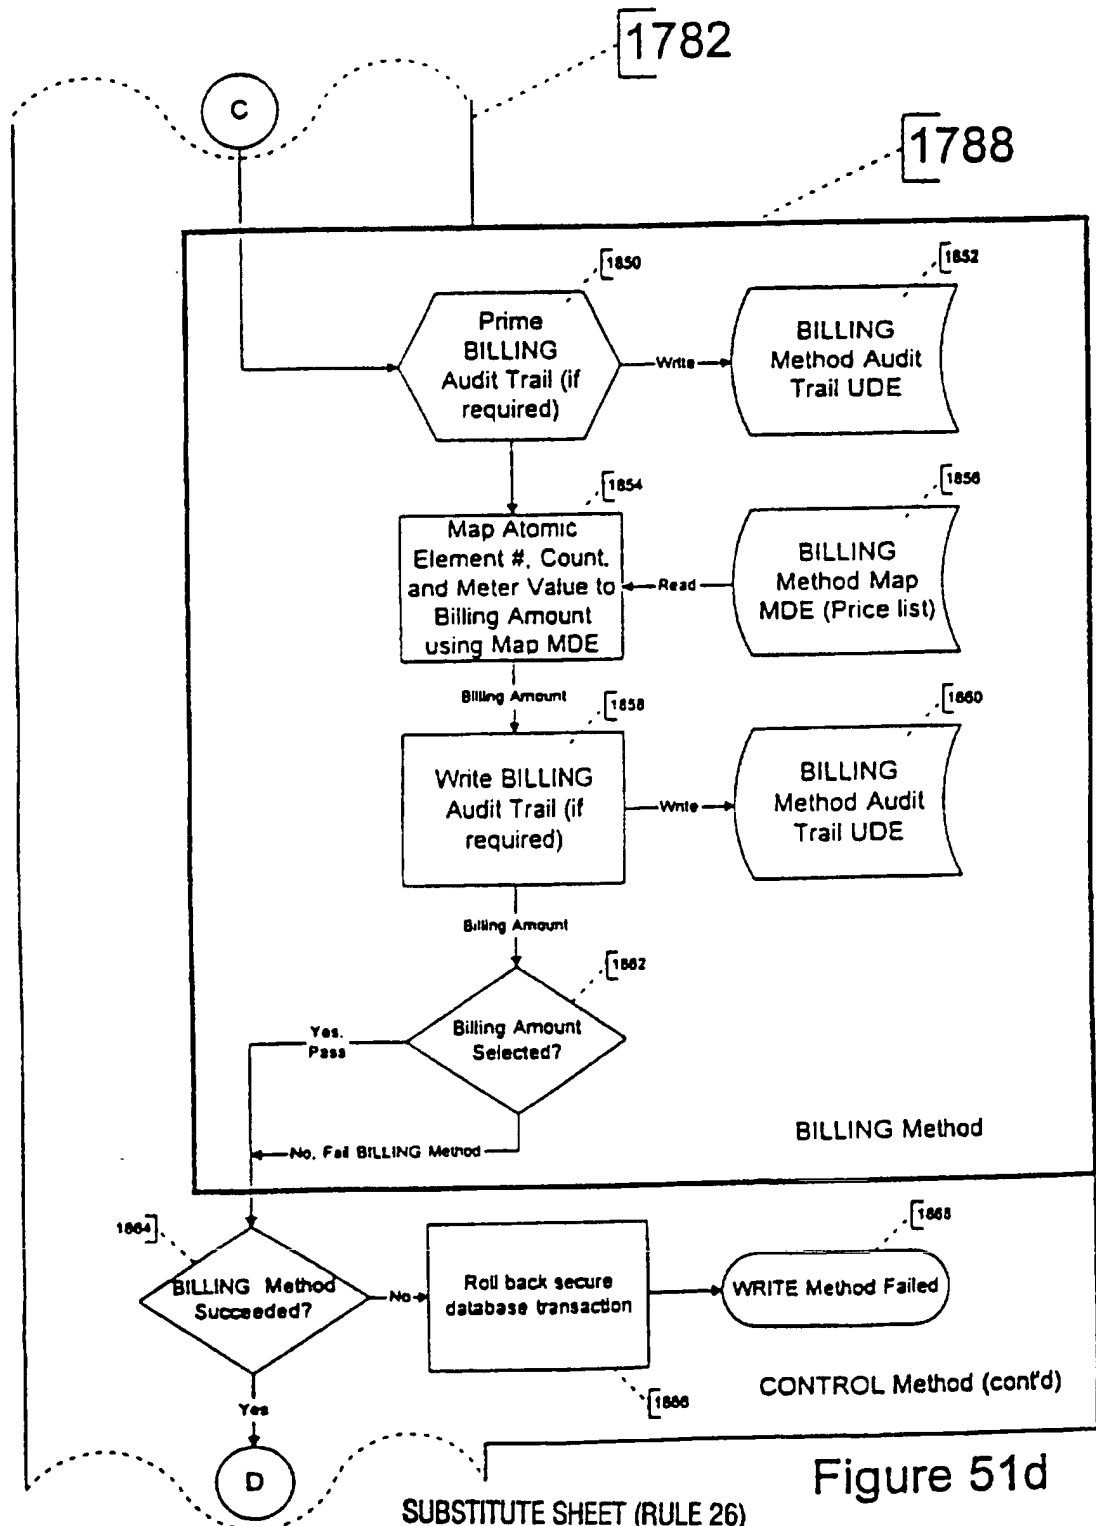 1782
C
1788
1850
Prime
BILLING
Audit Trail (if
required)
Write
1852
BILLING
Method Audit
Trail UDE
1854
Map Atomic
Element #, Count,
and Meter Value to
Billing Amount
using Map MDE
Read
1856
BILLING
Method Map
MDE (Price list)
Billing Amount
1858
Write BILLING
Audit Trail (if
required)
Write
1860
BILLING
Method Audit
Trail UDE
Billing Amount
1862
Billing Amount
Selected?
Yes,
Pass
No, Fail BILLING Method
BILLING Method
1864
BILLING Method
Succeeded?
No
Roll back secure
database transaction
1866
1868
WRITE Method Failed
Yes
CONTROL Method (cont'd)
D
Figure 51d
SUBSTITUTE SHEET (RULE 26)